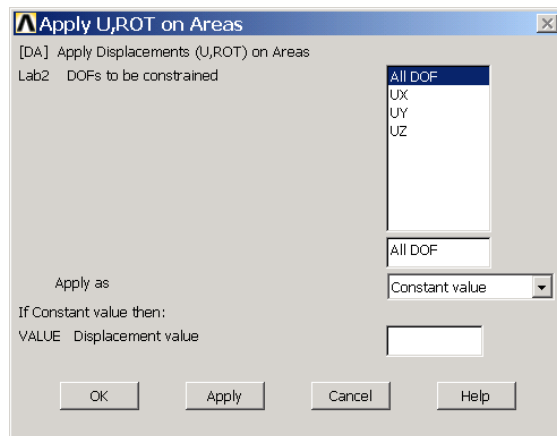 Apply U,ROT on Areas
[DA] Apply Displacements (U,ROT) on Areas
Lab2 DOFs to be constrained
All DOF
UX
UY
UZ
All DOF
Apply as
Constant value
If Constant value then:
VALUE Displacement value
OK Apply Cancel Help